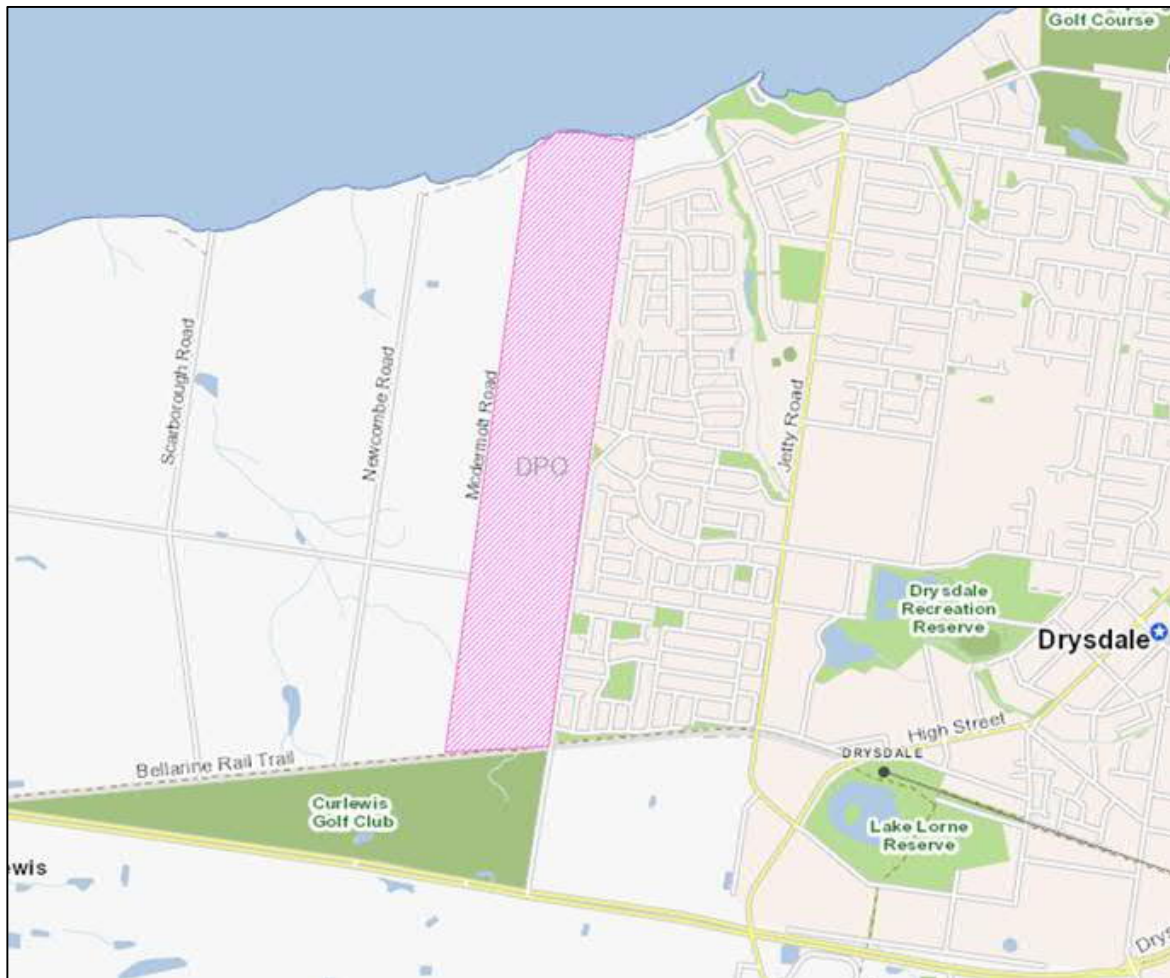 Golf Course
Scarborough Road
Newcombe Road
Mcdermott Road
DPO
Jetty Road
Drysdale
Recreation
Reserve
Drysdale
High Street
DRYSDALE
Bellarine Rail Trail
Curlewis
Golf Club
Lake Lorne
Reserve
ewis
Drys